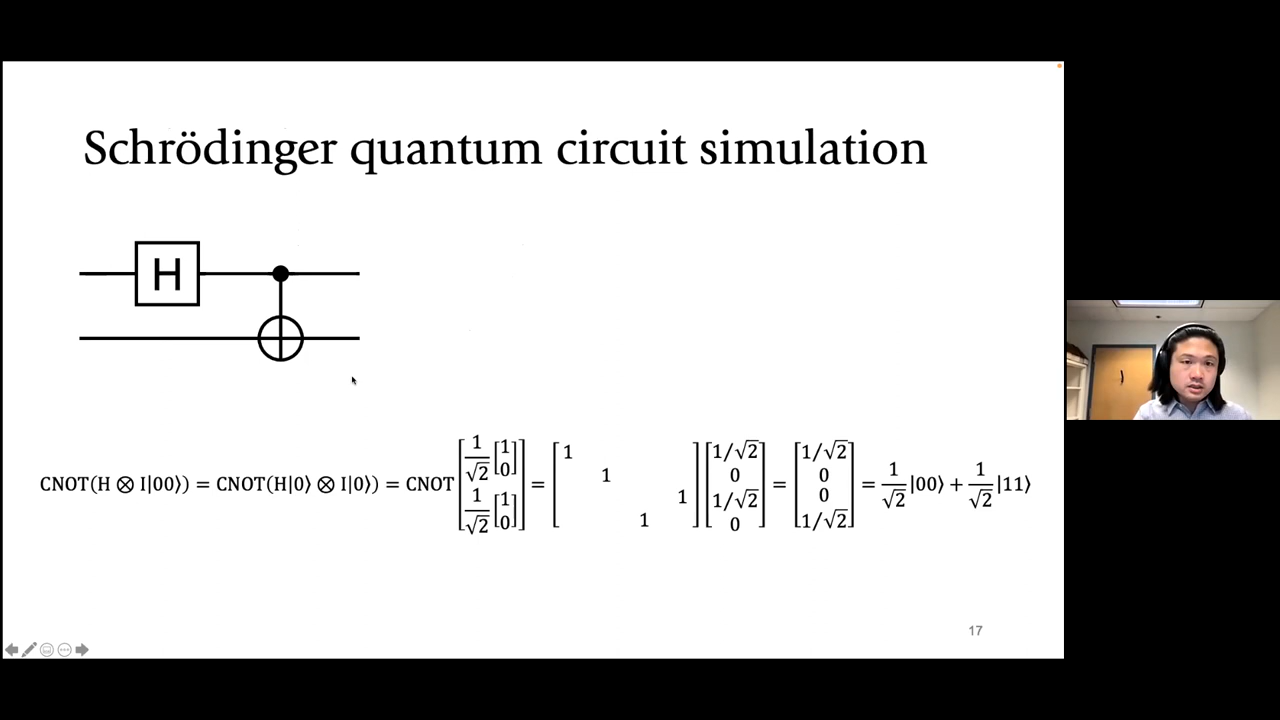 Schrödinger quantum circuit simulation
H
CNOT(H ⊗ I|00⟩) = CNOT(H|0⟩ ⊗ I|0⟩) = CNOT [1/√2 [1 0] 1/√2 [1 0]] = [1 1 1 1] [1/√2 0 1/√2 0] = [1/√2 0 0 1/√2] = 1/√2 |00⟩ + 1/√2 |11⟩
17